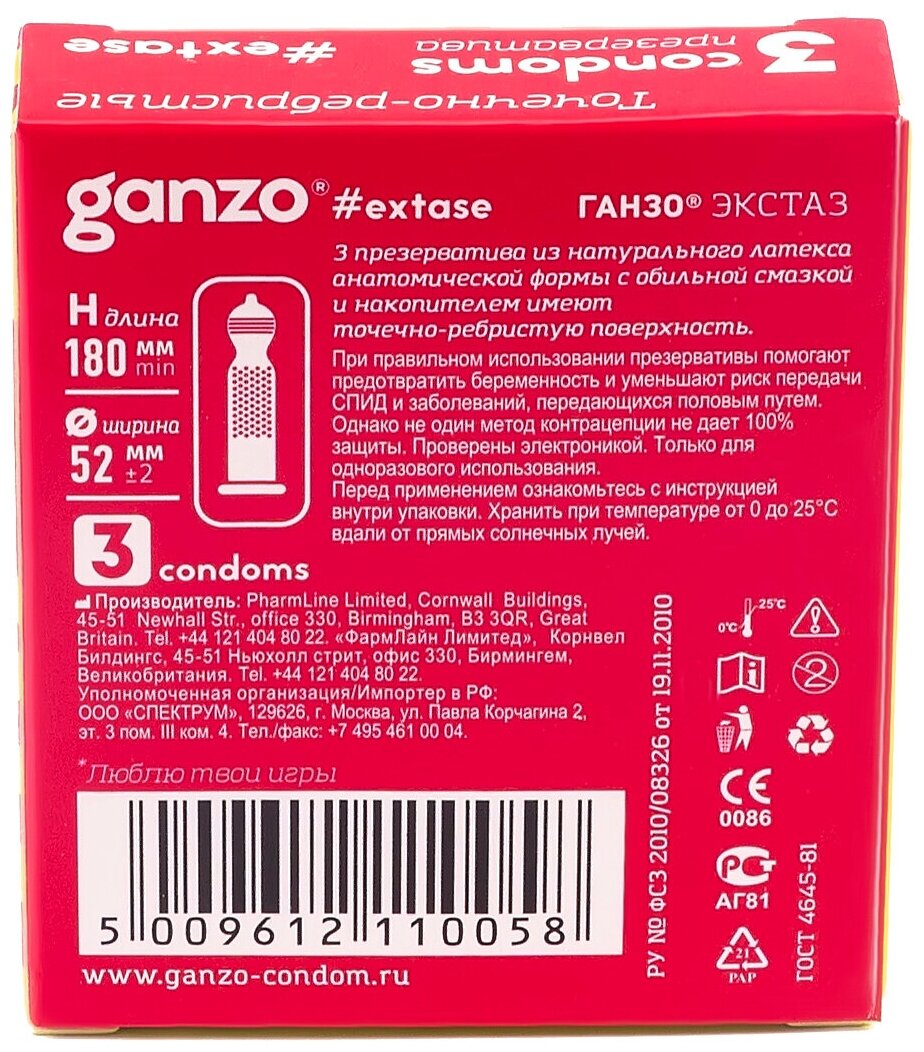 Точечно-ребристые
3 condoms
презерватива
#extase
ganzo® #extase
ГАНЗО® ЭКСТАЗ
3 презерватива из натурального латекса
анатомической формы с обильной смазкой
и накопителем имеют
точечно-ребристую поверхность.
H длина
180 мм
min
Ø ширина
52 мм
±2
3 condoms
При правильном использовании презервативы помогают
предотвратить беременность и уменьшают риск передачи
СПИД и заболеваний, передающихся половым путем.
Однако не один метод контрацепции не дает 100%
защиты. Проверены электроникой. Только для
одноразового использования.
Перед применением ознакомьтесь с инструкцией
внутри упаковки. Хранить при температуре от 0 до 25°С
вдали от прямых солнечных лучей.
Производитель: PharmLine Limited, Cornwall Buildings,
45-51 Newhall Str., office 330, Birmingham, B3 3QR, Great
Britain. Tel. +44 121 404 80 22. «ФармЛайн Лимитед», Корнвел
Билдингс, 45-51 Ньюхолл стрит, офис 330, Бирмингем,
Великобритания. Tel. +44 121 404 80 22.
Уполномоченная организация/Импортер в РФ:
ООО «СПЕКТРУМ», 129626, г. Москва, ул. Павла Корчагина 2,
эт. 3 пом. III ком. 4. Тел./факс: +7 495 461 00 04.
*Люблю твои игры
5 009612 110058
www.ganzo-condom.ru
РУ № ФСЗ 2010/08326 от 19.11.2010
0°C 25°C
2
CE
0086
РСТ
АГ81
21
PAP
ГОСТ 4645-81